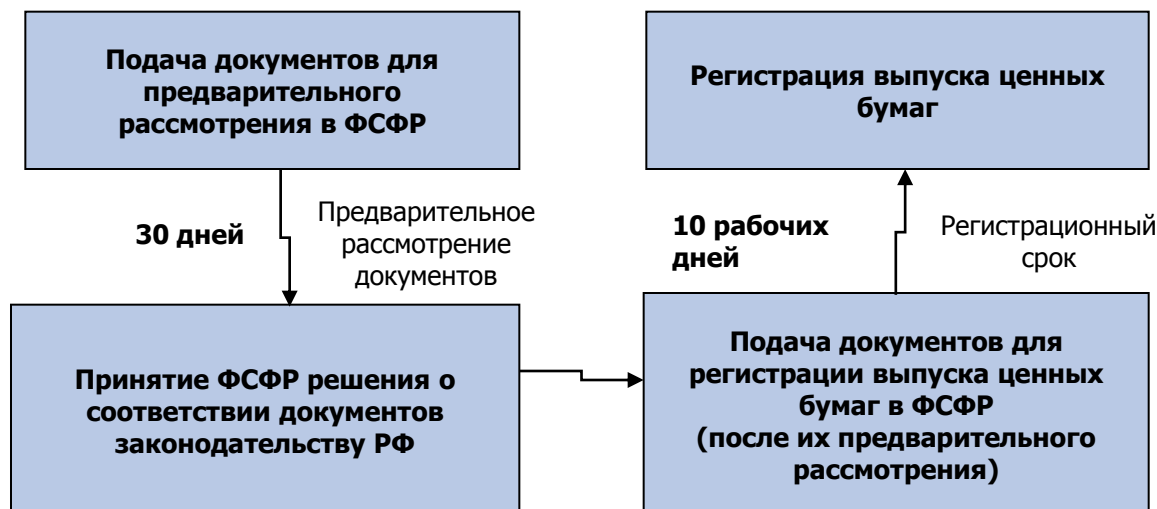 Подача документов для
предварительного
рассмотрения в ФСФР
30 дней
Предварительное
рассмотрение
документов
Принятие ФСФР решения о
соответствии документов
законодательству РФ
Подача документов для
регистрации выпуска ценных
бумаг в ФСФР
(после их предварительного
рассмотрения)
10 рабочих
дней
Регистрационный
срок
Регистрация выпуска ценных
бумаг